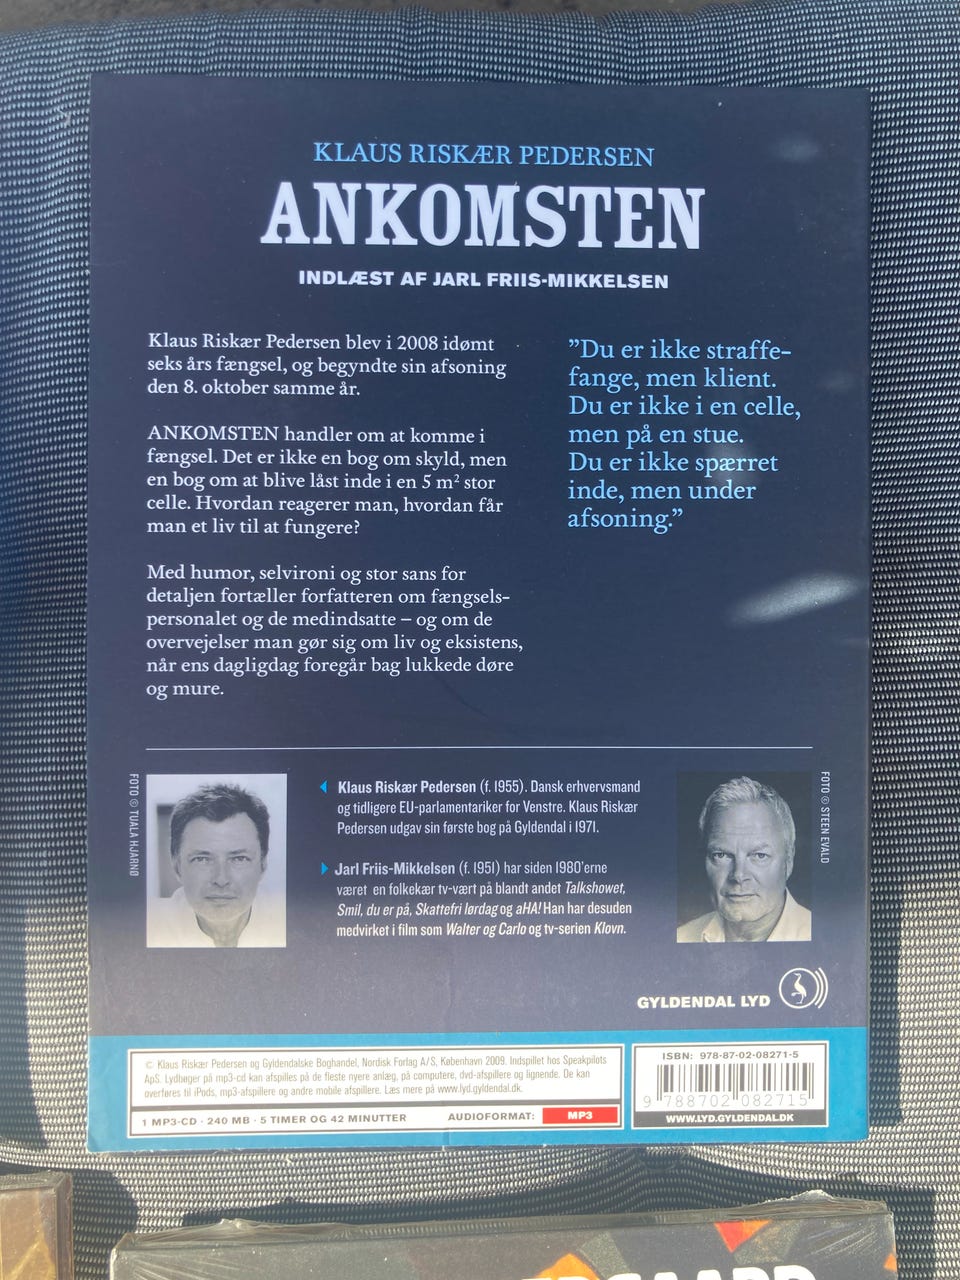 KLAUS RISKÆR PEDERSEN
ANKOMSTEN
INDLÆST AF JARL FRIIS-MIKKELSEN
Klaus Riskær Pedersen blev i 2008 idømt
seks års fængsel, og begyndte sin afsoning
den 8. oktober samme år.
ANKOMSTEN handler om at komme i
fængsel. Det er ikke en bog om skyld, men
en bog om at blive låst inde i en 5 m² stor
celle. Hvordan reagerer man, hvordan får
man et liv til at fungere?
Med humor, selvironi og stor sans for
detaljen fortæller forfatteren om fængsels-
personalet og de medindsatte – og om de
overvejelser man gør sig om liv og eksistens,
når ens dagligdag foregår bag lukkede døre
og mure.
”Du er ikke straffe-
fange, men klient.
Du er ikke i en celle,
men på en stue.
Du er ikke spærret
inde, men under
afsoning.”
FOTO © TUALA HJARNØ
Klaus Riskær Pedersen (f. 1955). Dansk erhvervsmand
og tidligere EU-parlamentariker for Venstre. Klaus Riskær
Pedersen udgav sin første bog på Gyldendal i 1971.
Jarl Friis-Mikkelsen (f. 1951) har siden 1980'erne
været en folkekær tv-vært på blandt andet Talkshowet,
Smil, du er på, Skattefri lørdag og aHA! Han har desuden
medvirket i film som Walter og Carlo og tv-serien Klovn.
FOTO © STEEN EVALD
GYLDENDAL LYD
© Klaus Riskær Pedersen og Gyldendalske Boghandel, Nordisk Forlag A/S, København 2009. Indspillet hos Speakpilots
ApS. Lydbøger på mp3-cd kan afspilles på de fleste nyere anlæg, på computere, dvd-afspillere og lignende. De kan
overføres til iPods, mp3-afspillere og andre mobile afspillere. Læs mere på www.lyd.gyldendal.dk.
1 MP3-CD · 240 MB · 5 TIMER OG 42 MINUTTER
AUDIOFORMAT: MP3
ISBN: 978-87-02-08271-5
9 788702 082715
WWW.LYD.GYLDENDAL.DK